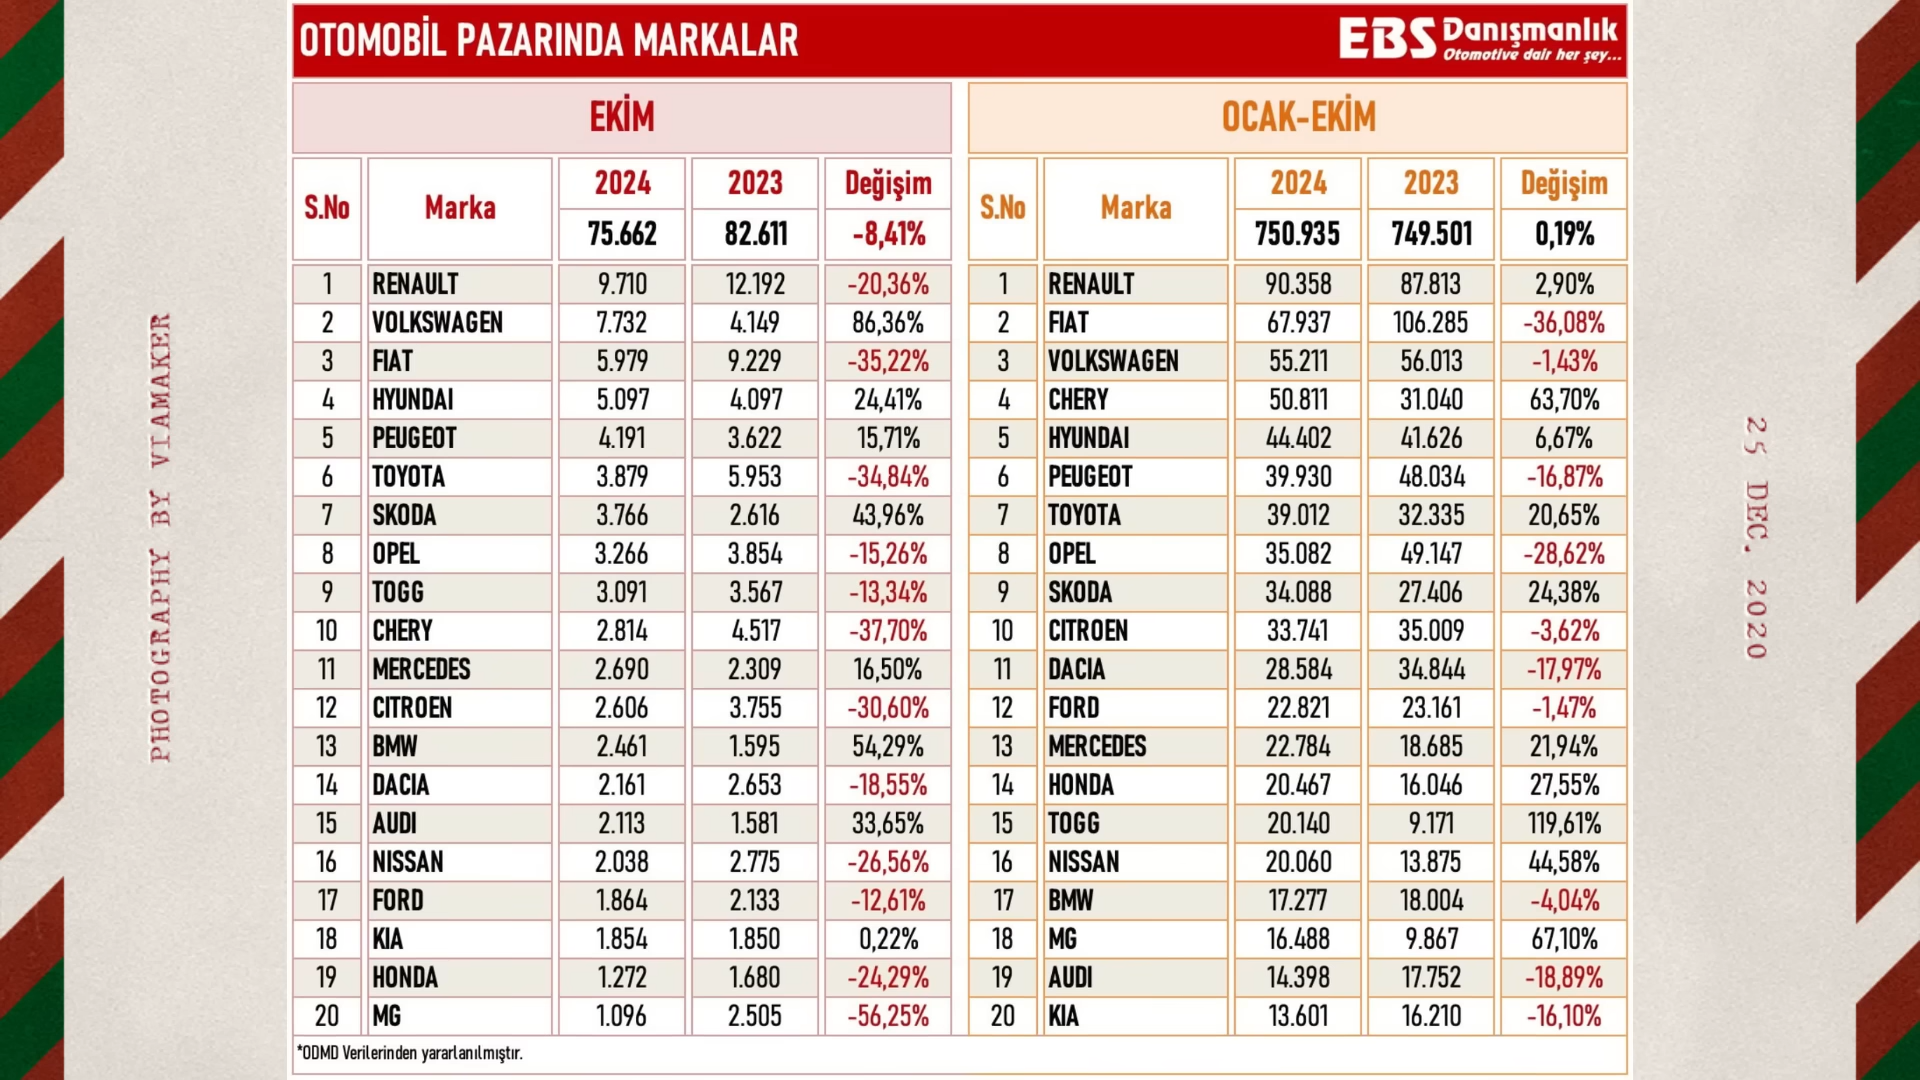 OTOMOBİL PAZARINDA MARKALAR
EBS Danışmanlık
Otomotive dair her şey...
EKİM
S.No Marka 2024 2023 Değişim
75.662 82.611 -8,41%
1 RENAULT 9.710 12.192 -20,36%
2 VOLKSWAGEN 7.732 4.149 86,36%
3 FIAT 5.979 9.229 -35,22%
4 HYUNDAI 5.097 4.097 24,41%
5 PEUGEOT 4.191 3.622 15,71%
6 TOYOTA 3.879 5.953 -34,84%
7 SKODA 3.766 2.616 43,96%
8 OPEL 3.266 3.854 -15,26%
9 TOGG 3.091 3.567 -13,34%
10 CHERY 2.814 4.517 -37,70%
11 MERCEDES 2.690 2.309 16,50%
12 CITROEN 2.606 3.755 -30,60%
13 BMW 2.461 1.595 54,29%
14 DACIA 2.161 2.653 -18,55%
15 AUDI 2.113 1.581 33,65%
16 NISSAN 2.038 2.775 -26,56%
17 FORD 1.864 2.133 -12,61%
18 KIA 1.854 1.850 0,22%
19 HONDA 1.272 1.680 -24,29%
20 MG 1.096 2.505 -56,25%
OCAK-EKİM
S.No Marka 2024 2023 Değişim
750.935 749.501 0,19%
1 RENAULT 90.358 87.813 2,90%
2 FIAT 67.937 106.285 -36,08%
3 VOLKSWAGEN 55.211 56.013 -1,43%
4 CHERY 50.811 31.040 63,70%
5 HYUNDAI 44.402 41.626 6,67%
6 PEUGEOT 39.930 48.034 -16,87%
7 TOYOTA 39.012 32.335 20,65%
8 OPEL 35.082 49.147 -28,62%
9 SKODA 34.088 27.406 24,38%
10 CITROEN 33.741 35.009 -3,62%
11 DACIA 28.584 34.844 -17,97%
12 FORD 22.821 23.161 -1,47%
13 MERCEDES 22.784 18.685 21,94%
14 HONDA 20.467 16.046 27,55%
15 TOGG 20.140 9.171 119,61%
16 NISSAN 20.060 13.875 44,58%
17 BMW 17.277 18.004 -4,04%
18 MG 16.488 9.867 67,10%
19 AUDI 14.398 17.752 -18,89%
20 KIA 13.601 16.210 -16,10%
*ODMD Verilerinden yararlanılmıştır.
PHOTOGRAPHY BY VIAMAKER
25 DEC, 2020